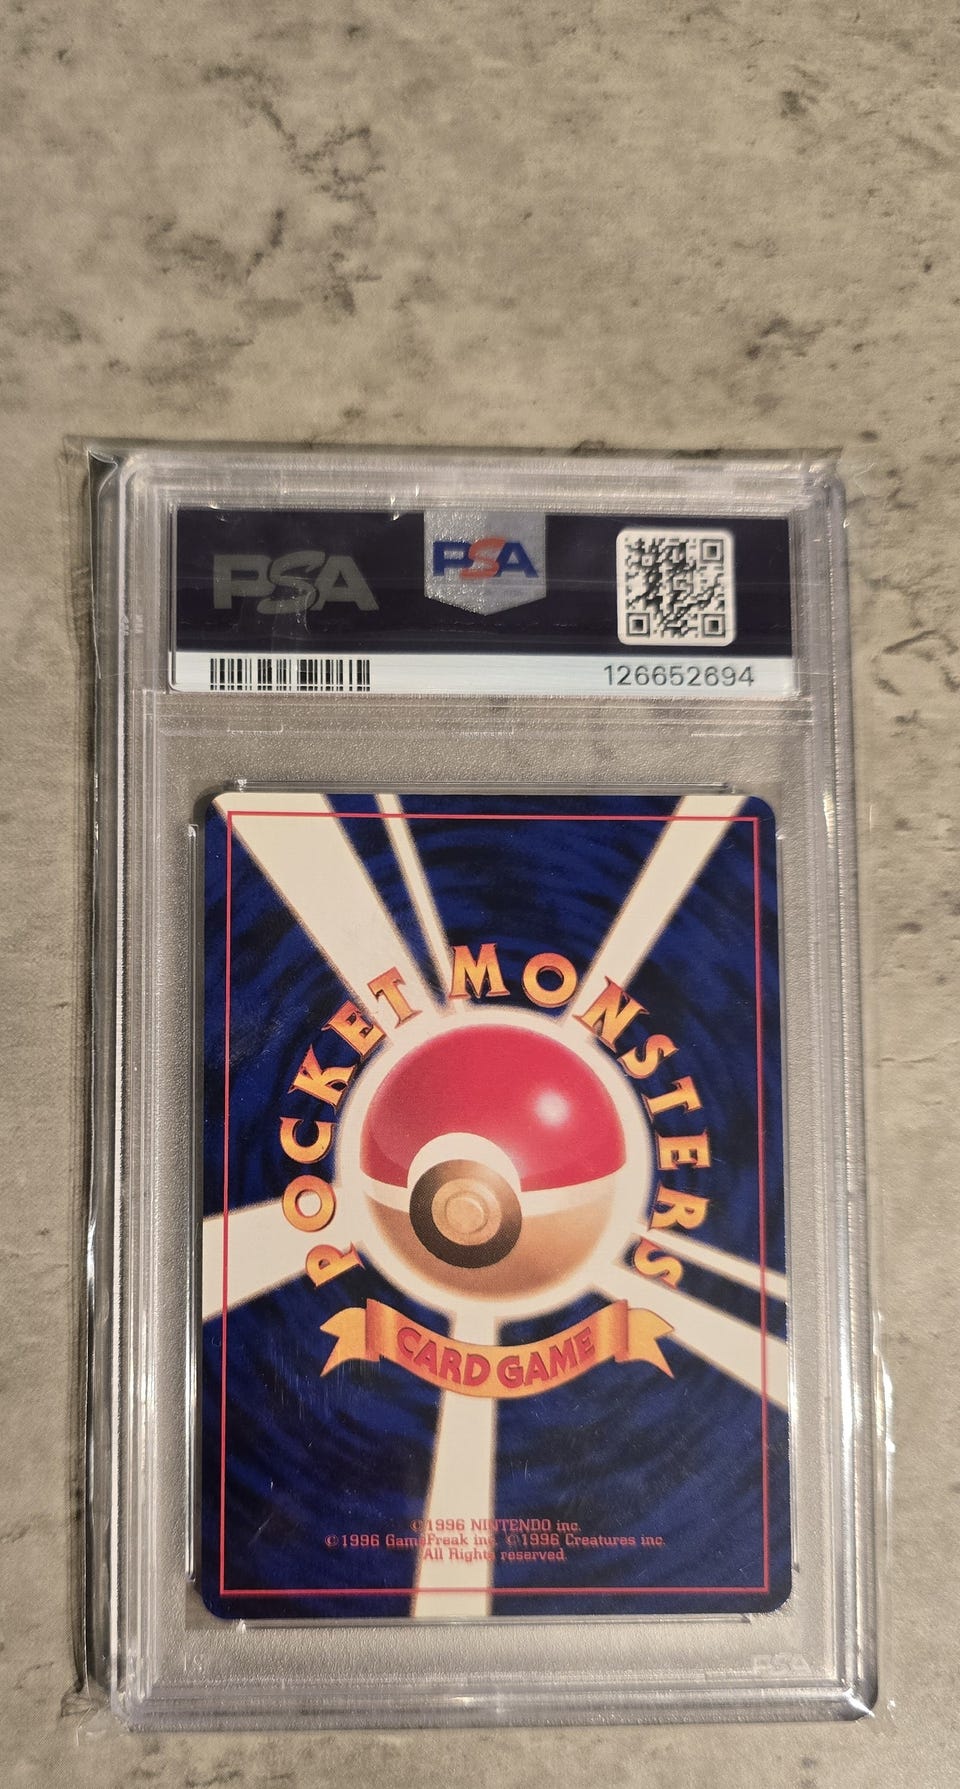 PSA PSA
126652694
POCKET MONSTERS
CARD GAME
©1996 NINTENDO inc.
©1996 GameFreak inc. ©1996 Creatures inc.
All Rights reserved.
PSA